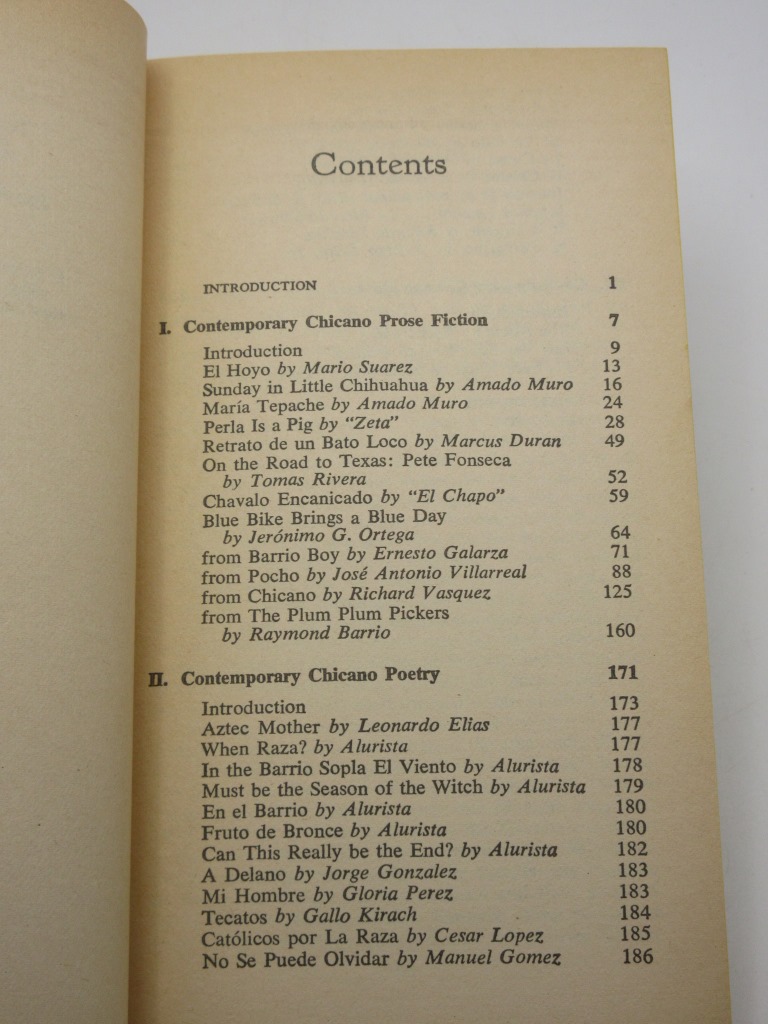 Contents
INTRODUCTION 1
I. Contemporary Chicano Prose Fiction 7
Introduction 9
El Hoyo by Mario Suarez 13
Sunday in Little Chihuahua by Amado Muro 16
María Tepache by Amado Muro 24
Perla Is a Pig by "Zeta" 28
Retrato de un Bato Loco by Marcus Duran 49
On the Road to Texas: Pete Fonseca
by Tomas Rivera 52
Chavalo Encanicado by "El Chapo" 59
Blue Bike Brings a Blue Day
by Jerónimo G. Ortega 64
from Barrio Boy by Ernesto Galarza 71
from Pocho by José Antonio Villarreal 88
from Chicano by Richard Vasquez 125
from The Plum Plum Pickers
by Raymond Barrio 160
II. Contemporary Chicano Poetry 171
Introduction 173
Aztec Mother by Leonardo Elias 177
When Raza? by Alurista 177
In the Barrio Sopla El Viento by Alurista 178
Must be the Season of the Witch by Alurista 179
En el Barrio by Alurista 180
Fruto de Bronce by Alurista 180
Can This Really be the End? by Alurista 182
A Delano by Jorge Gonzalez 183
Mi Hombre by Gloria Perez 183
Tecatos by Gallo Kirach 184
Católicos por La Raza by Cesar Lopez 185
No Se Puede Olvidar by Manuel Gomez 186